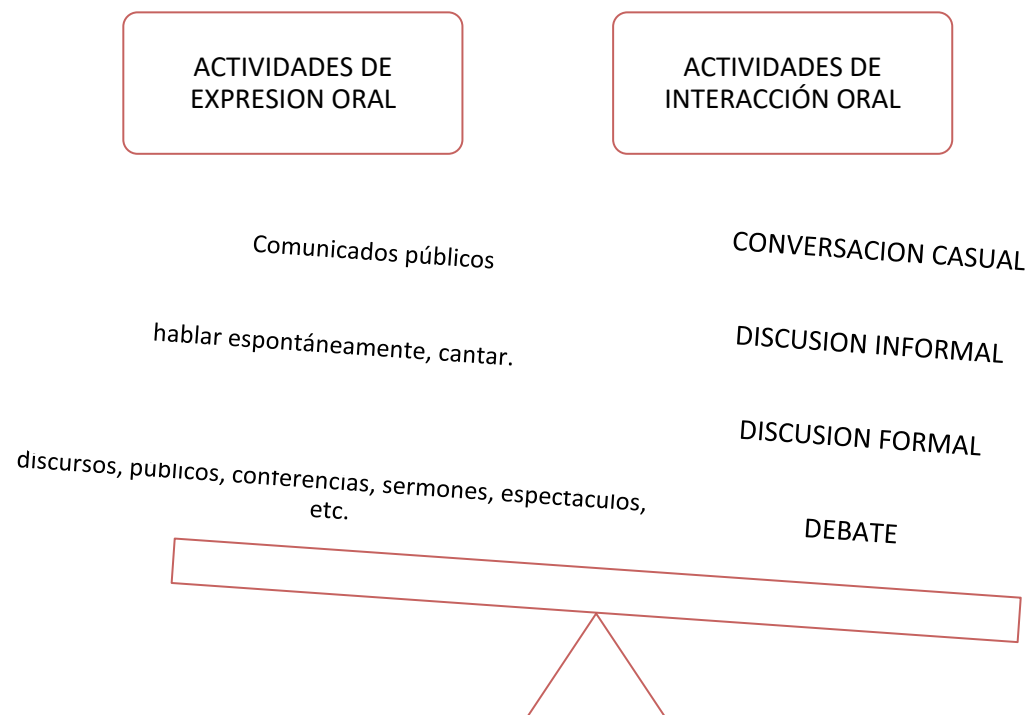 ACTIVIDADES DE
EXPRESION ORAL
ACTIVIDADES DE
INTERACCIÓN ORAL
Comunicados públicos
hablar espontáneamente, cantar.
discursos, publicos, conferencias, sermones, espectaculos,
etc.
CONVERSACION CASUAL
DISCUSION INFORMAL
DISCUSION FORMAL
DEBATE